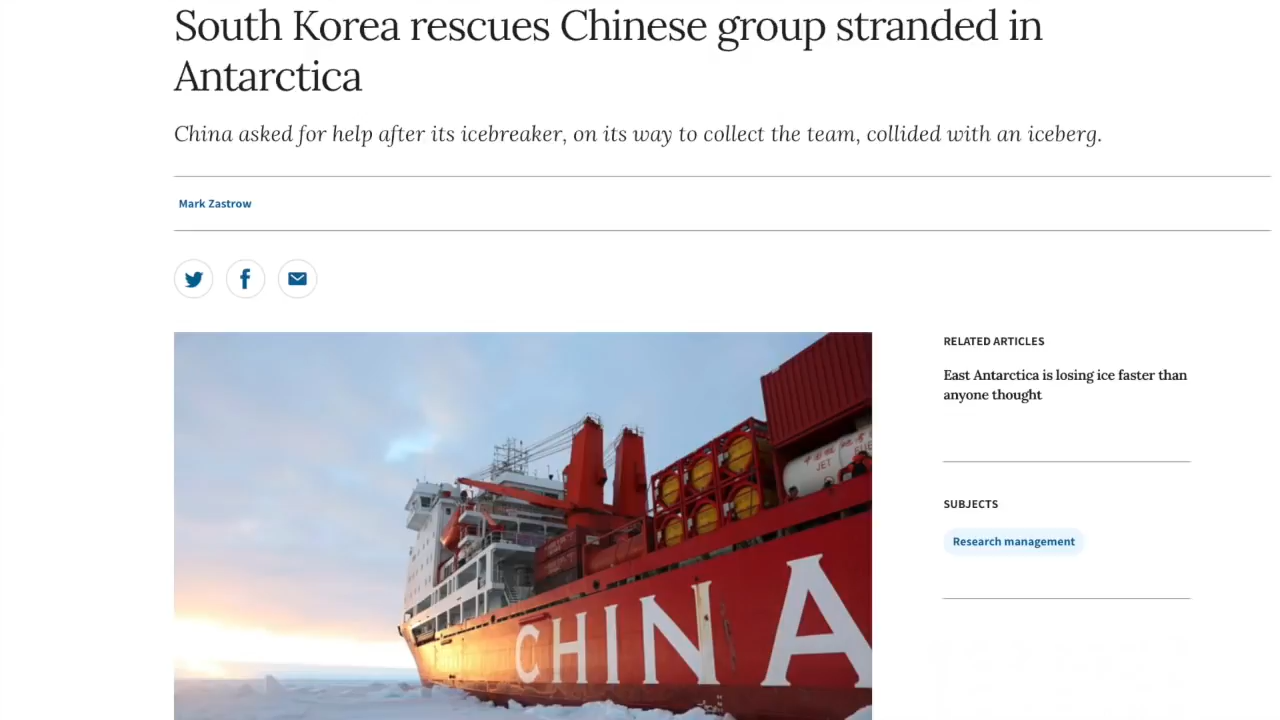 South Korea rescues Chinese group stranded in
Antarctica
China asked for help after its icebreaker, on its way to collect the team, collided with an iceberg.
Mark Zastrow
RELATED ARTICLES
East Antarctica is losing ice faster than
anyone thought
SUBJECTS
Research management
JET
CHINA